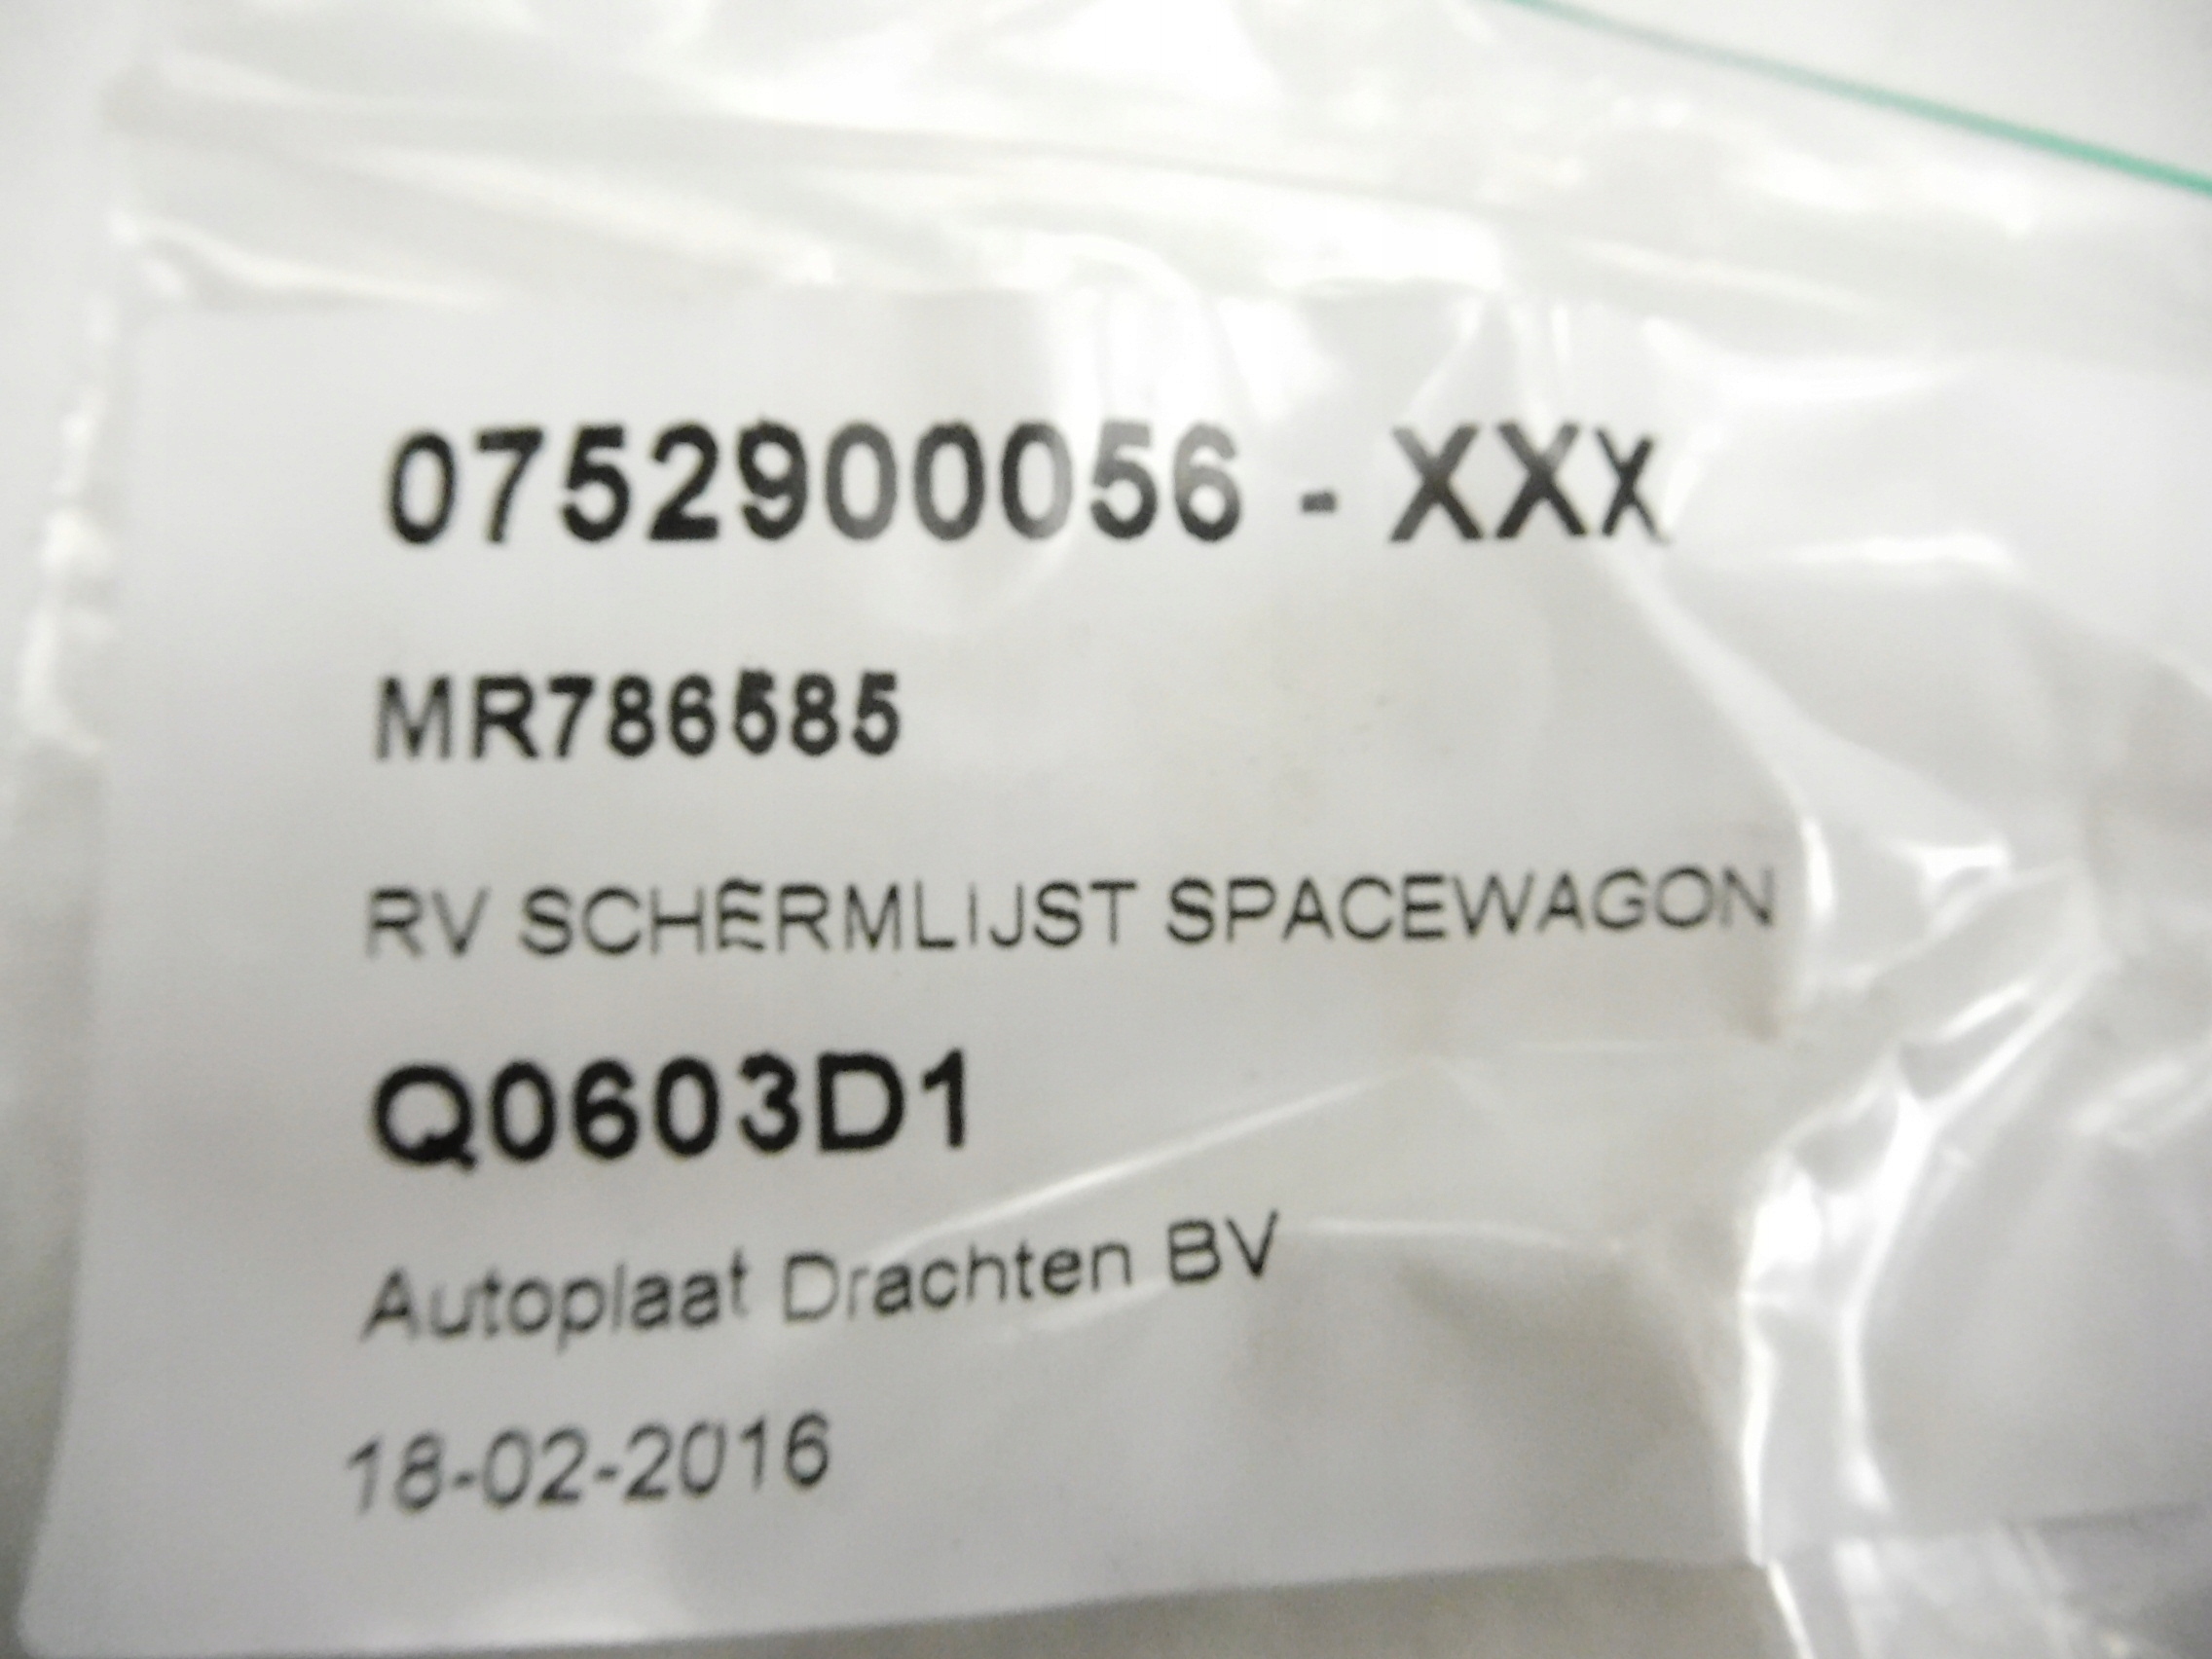 0752900056 - XXX
MR786585
RV SCHERMLIJST SPACEWAGON
Q0603D1
Autoplaat Drachten BV
18-02-2016